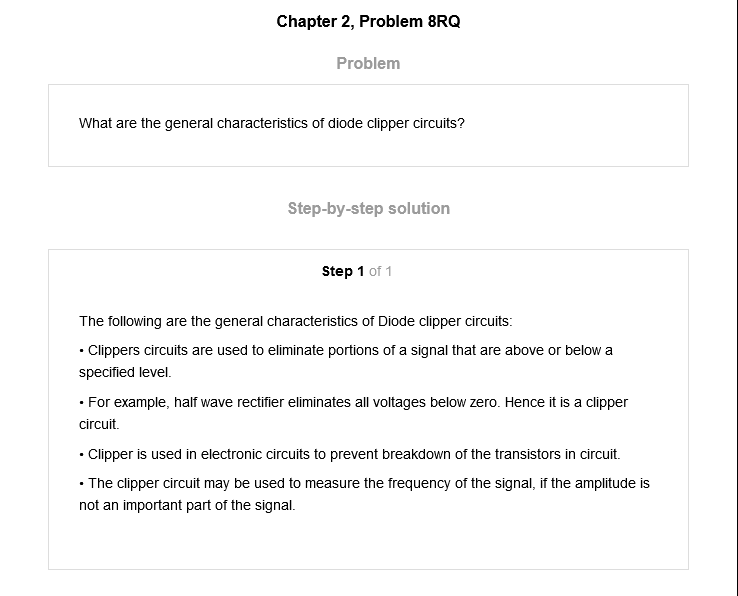 Chapter 2, Problem 8RQ
Problem
What are the general characteristics of diode clipper circuits?
Step-by-step solution
Step 1 of 1
The following are the general characteristics of Diode clipper circuits:
• Clippers circuits are used to eliminate portions of a signal that are above or below a
specified level.
• For example, half wave rectifier eliminates all voltages below zero. Hence it is a clipper
circuit.
• Clipper is used in electronic circuits to prevent breakdown of the transistors in circuit.
• The clipper circuit may be used to measure the frequency of the signal, if the amplitude is
not an important part of the signal.